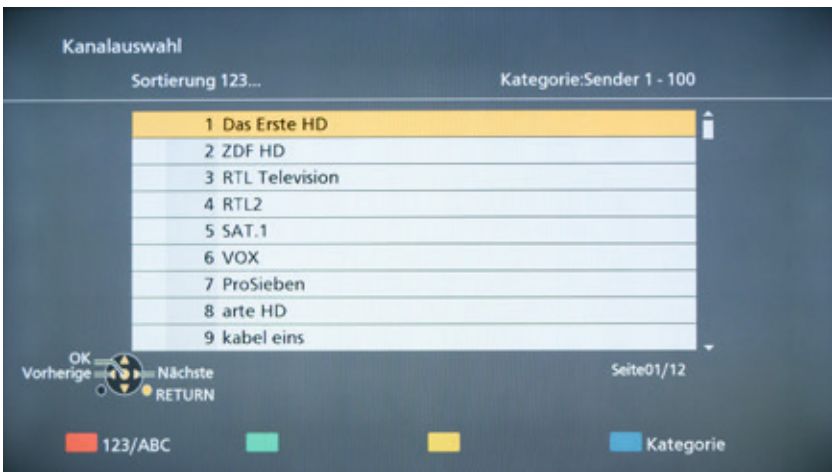 Kanalauswahl
Sortierung 123... Kategorie:Sender 1 - 100
1 Das Erste HD
2 ZDF HD
3 RTL Television
4 RTL2
5 SAT.1
6 VOX
7 ProSieben
8 arte HD
9 kabel eins
OK
Vorherige Nächste Seite01/12
RETURN
123/ABC Kategorie